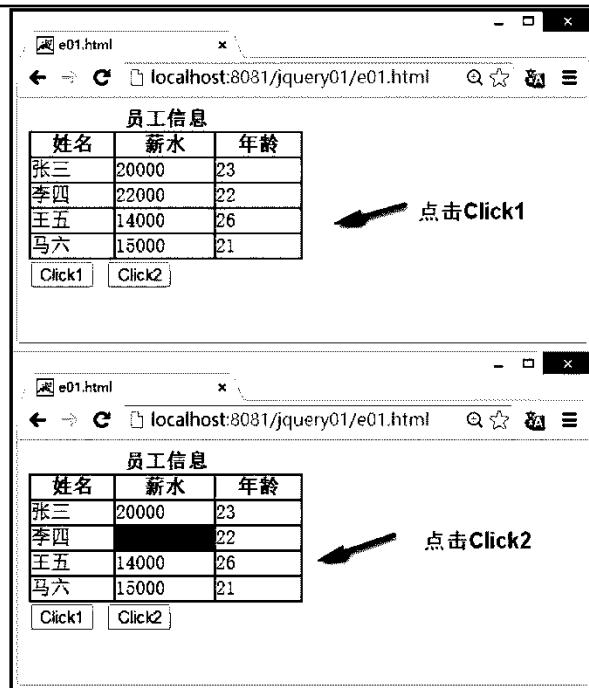 e01.html ×
localhost:8081/jquery01/e01.html
员工信息
姓名 薪水 年龄
张三 20000 23
李四 22000 22
王五 14000 26
马六 15000 21
Click1 Click2
点击Click1
e01.html ×
localhost:8081/jquery01/e01.html
员工信息
姓名 薪水 年龄
张三 20000 23
李四 22
王五 14000 26
马六 15000 21
Click1 Click2
点击Click2